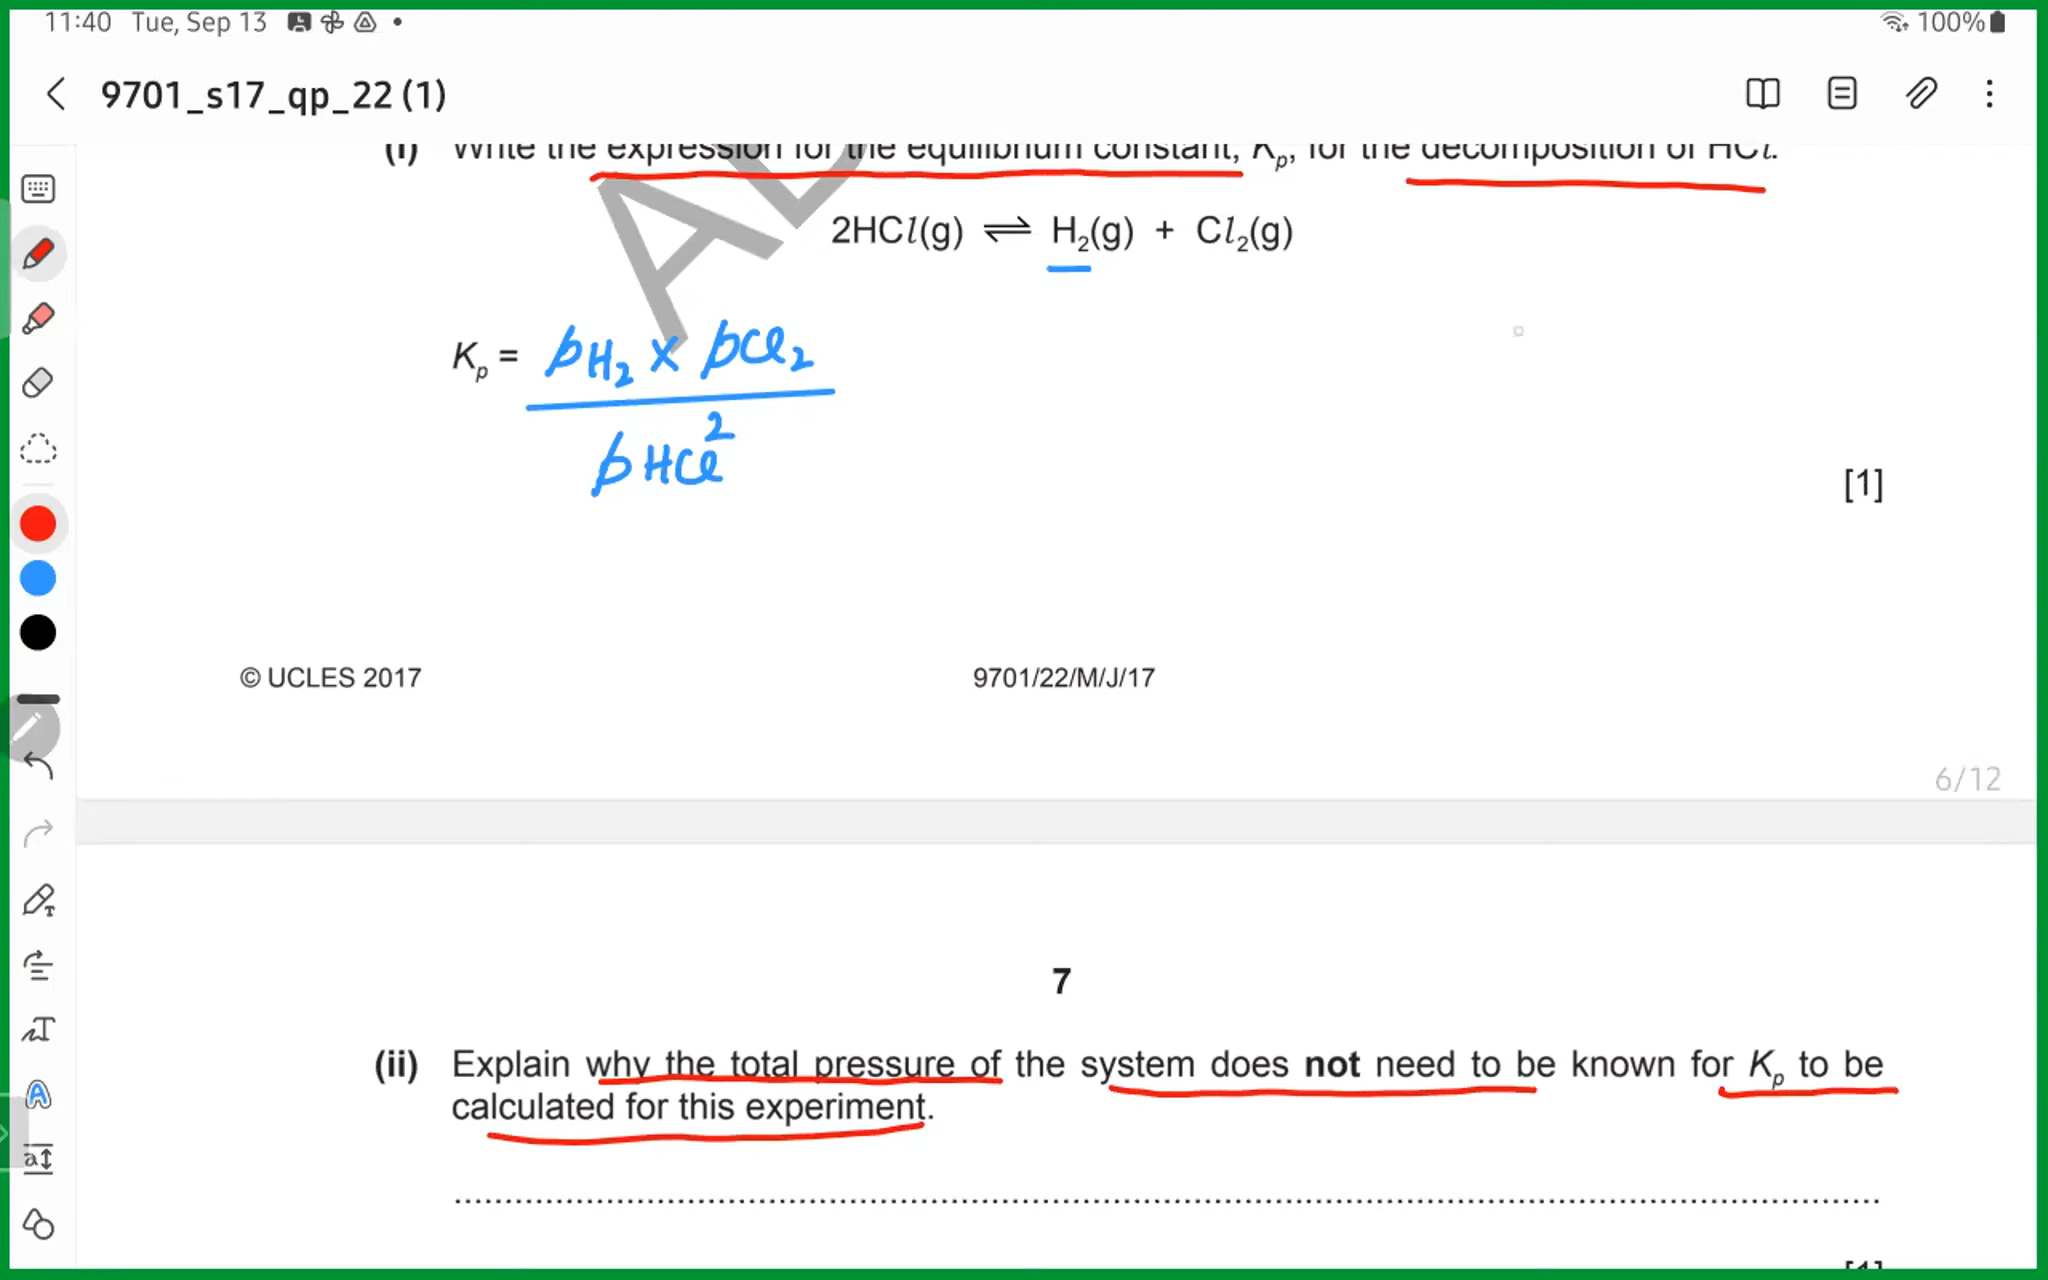 11:40 Tue, Sep 13
100%
9701_s17_qp_22 (1)
(i) Write the expression for the equilibrium constant, Kp, for the decomposition of HCl.
2HCl(g) ⇌ H₂(g) + Cl₂(g)
Kp = pH₂ × pCl₂
pHCl²
[1]
© UCLES 2017
9701/22/M/J/17
6/12
7
(ii) Explain why the total pressure of the system does not need to be known for Kp to be
calculated for this experiment.
[1]